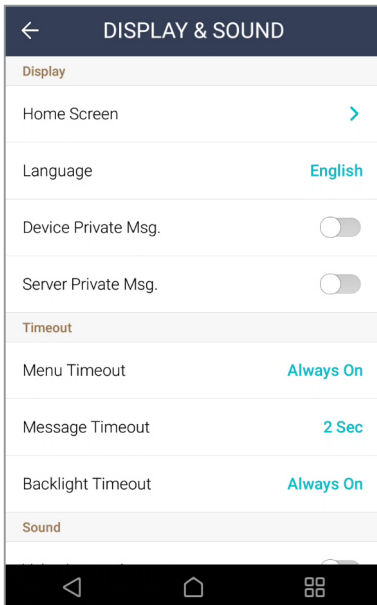 DISPLAY & SOUND
Display
Home Screen
Language English
Device Private Msg.
Server Private Msg.
Timeout
Menu Timeout Always On
Message Timeout 2 Sec
Backlight Timeout Always On
Sound